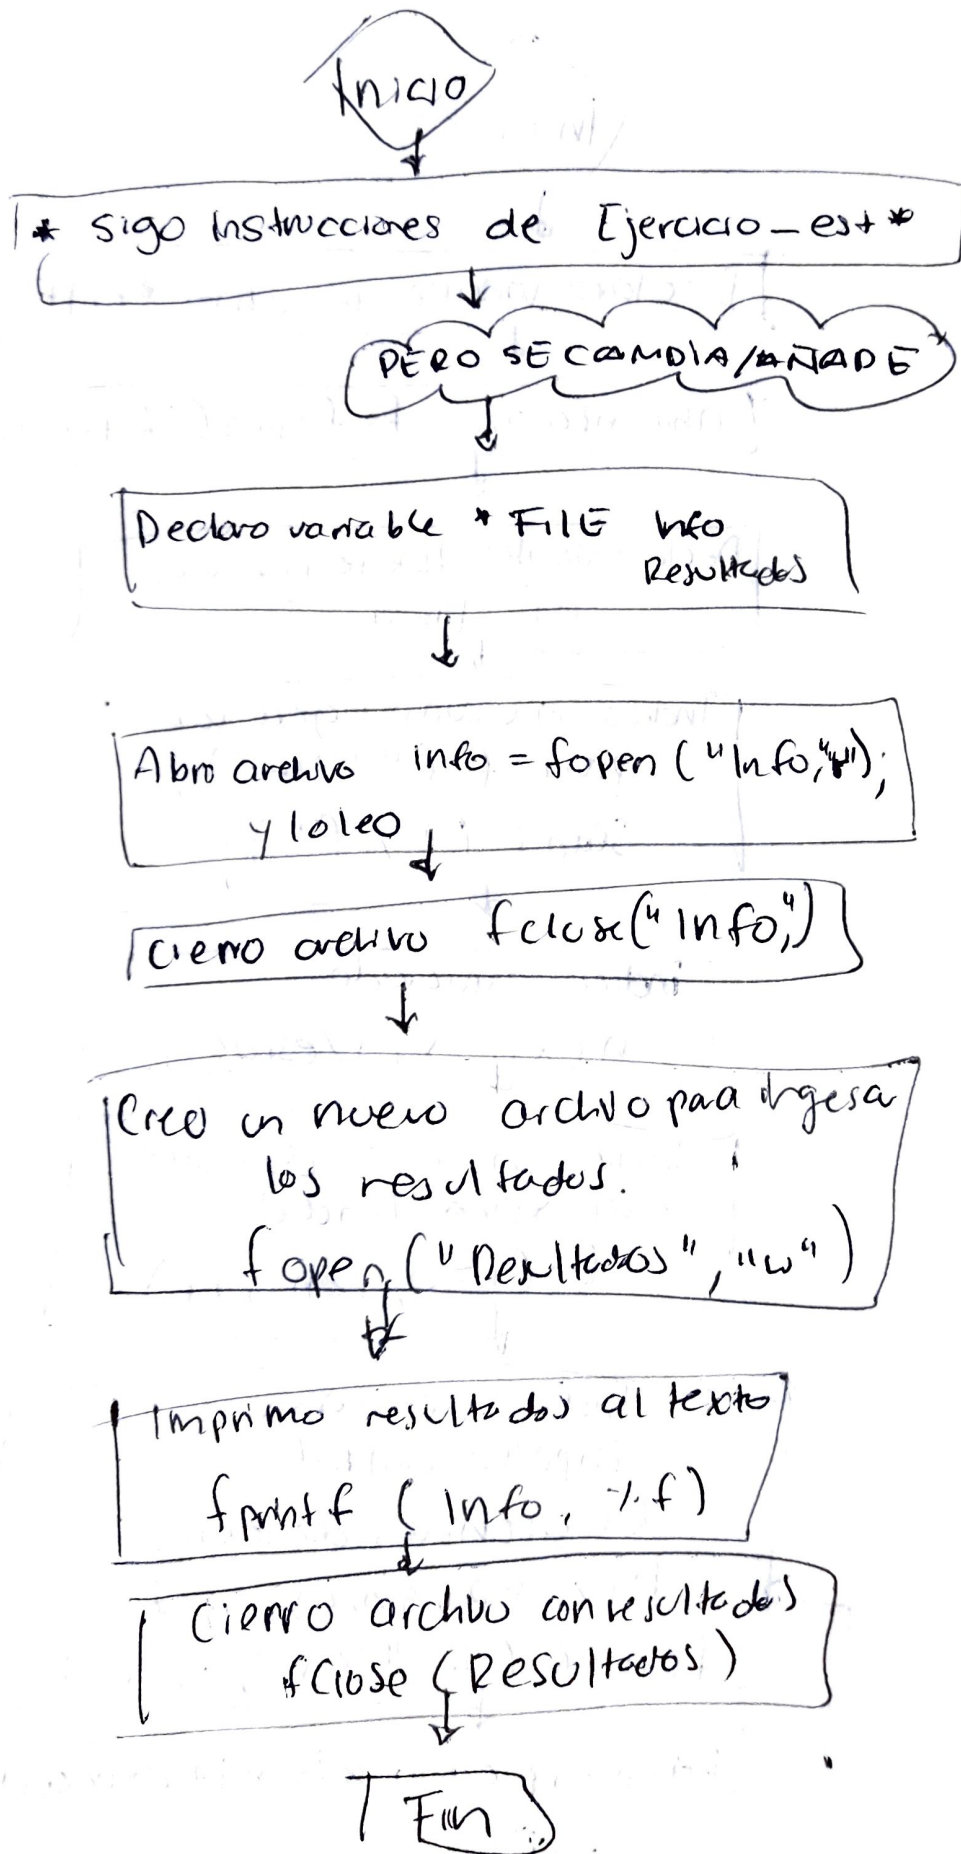 Inicio
* sigo instrucciones de Ejercicio_est *
PERO SE CAMBIA/AÑADE
Declaro variable * FILE Info
Resultados
Abro archivo info = fopen ("Info","r");
y lo leo
Cierro archivo fclose("Info")
Creo un nuevo archivo para ingesar
los resultados.
fopen ("Resultados", "w")
Imprimo resultados al texto
fprintf (Info, %f)
Cierro archivo con resultados
fclose (Resultados)
Fin